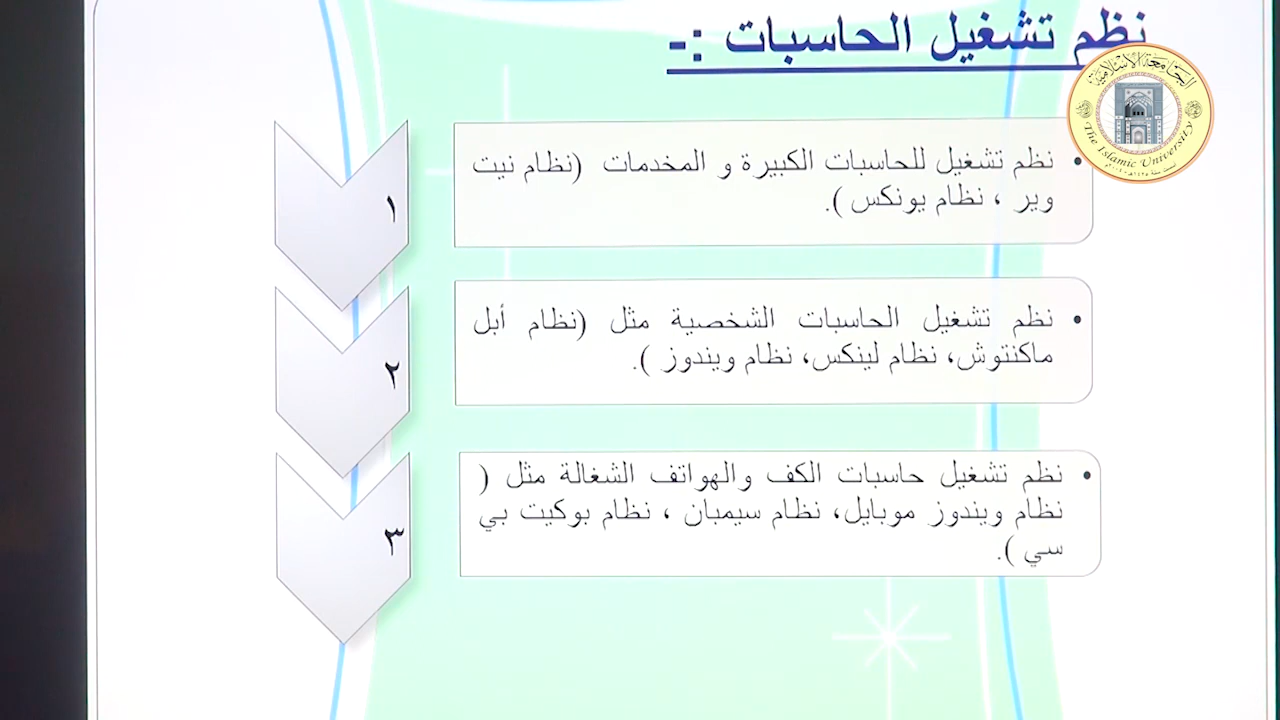 نظم تشغيل الحاسبات :-
١
• نظم تشغيل للحاسبات الكبيرة و المخدمات (نظام نيت
وير ، نظام يونكس ).
٢
• نظم تشغيل الحاسبات الشخصية مثل (نظام أبل
ماكنتوش، نظام لينكس، نظام ويندوز ).
٣
• نظم تشغيل حاسبات الكف والهواتف الشغالة مثل (
نظام ويندوز موبايل، نظام سيمبان ، نظام بوكيت بي
سي ).
الجامعة الإسلامية
The Islamic University